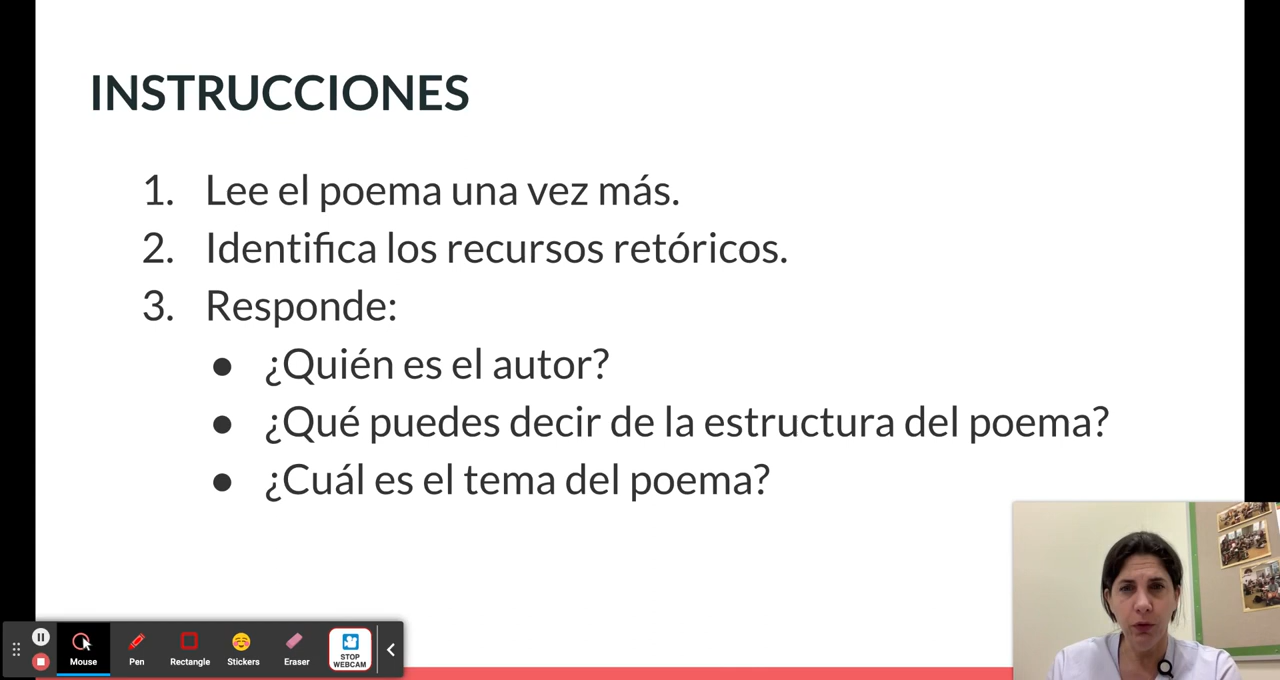 INSTRUCCIONES
1. Lee el poema una vez más.
2. Identifica los recursos retóricos.
3. Responde:
● ¿Quién es el autor?
● ¿Qué puedes decir de la estructura del poema?
● ¿Cuál es el tema del poema?
Mouse
Pen
Rectangle
Stickers
Eraser
STOP
WEBCAM